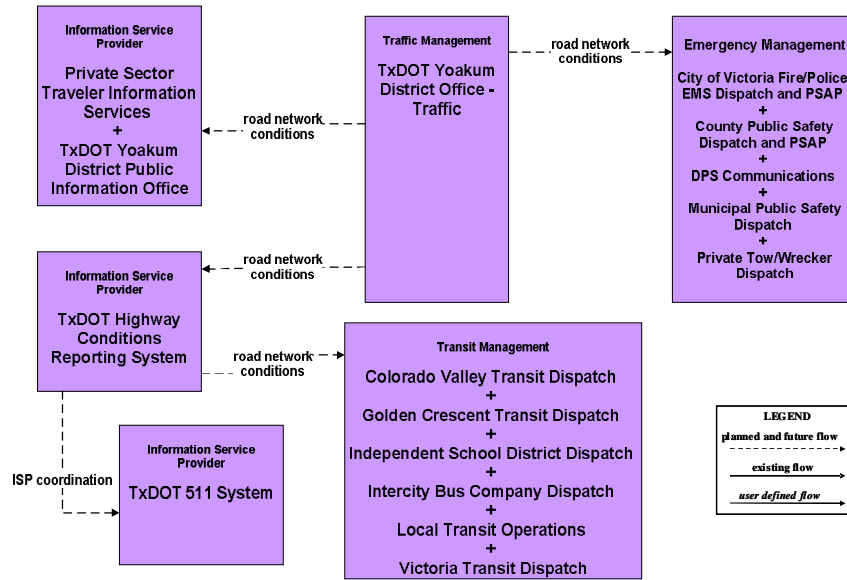 Information Service
Provider
Private Sector
Traveler Information
Services
+
TxDOT Yoakum
District Public
Information Office
road network
conditions
Traffic Management
TxDOT Yoakum
District Office -
Traffic
road network
conditions
Emergency Management
City of Victoria Fire/Police/
EMS Dispatch and PSAP
+
County Public Safety
Dispatch and PSAP
+
DPS Communications
+
Municipal Public Safety
Dispatch
+
Private Tow/Wrecker
Dispatch
Information Service
Provider
TxDOT Highway
Conditions
Reporting System
road network
conditions
road network
conditions
Transit Management
Colorado Valley Transit Dispatch
+
Golden Crescent Transit Dispatch
+
Independent School District Dispatch
+
Intercity Bus Company Dispatch
+
Local Transit Operations
+
Victoria Transit Dispatch
ISP coordination
Information Service
Provider
TxDOT 511 System
LEGEND
planned and future flow
existing flow
user defined flow